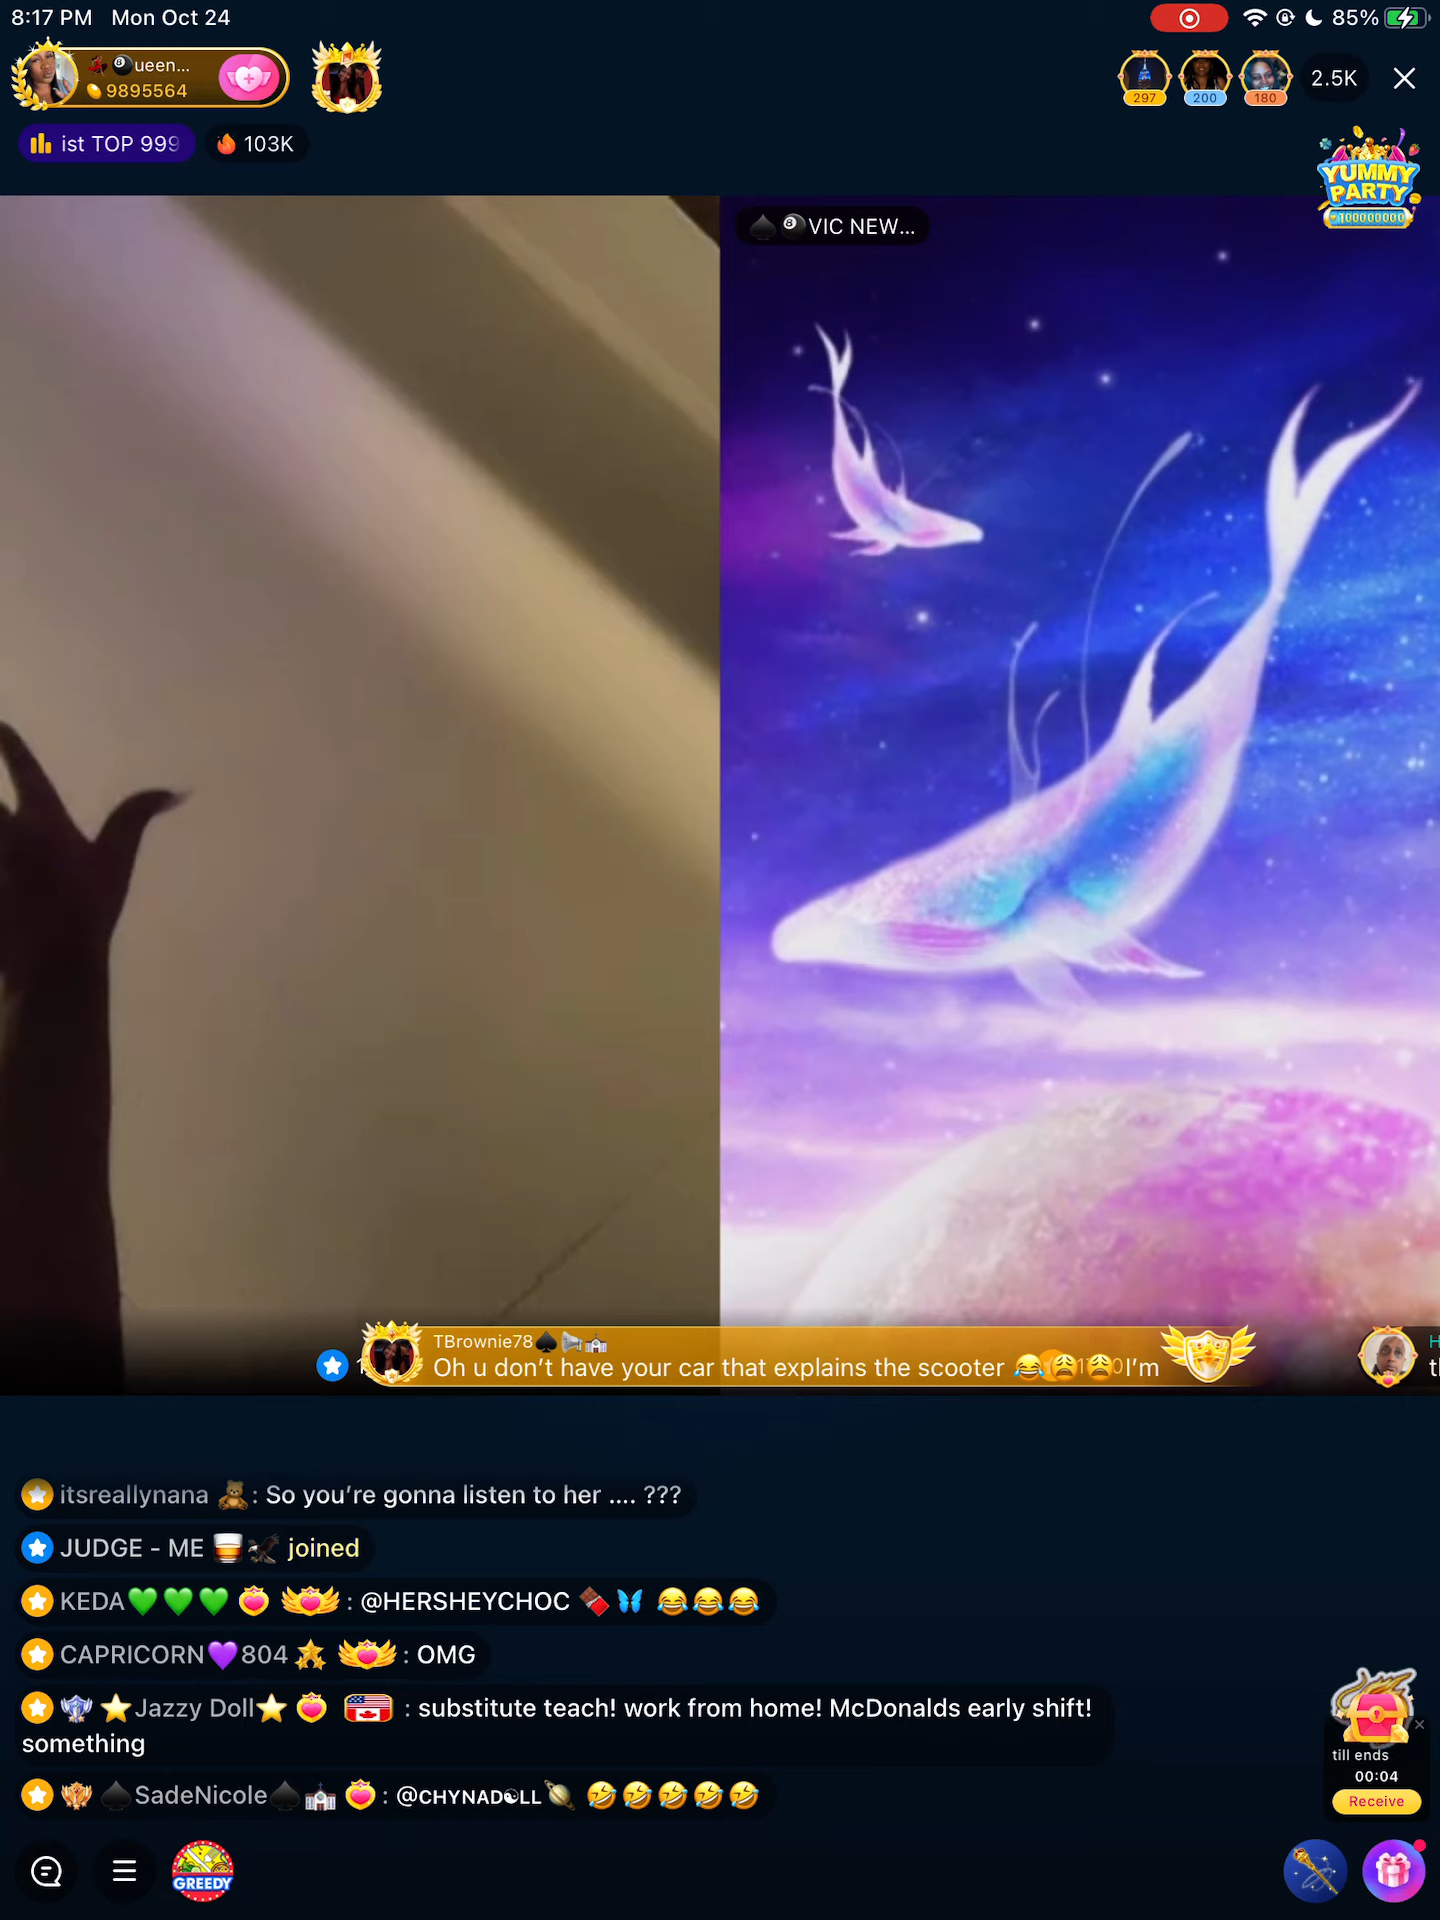 8:17 PM Mon Oct 24
85%
ueen...
9895564
297
200
180
2.5K
ist TOP 999
103K
YUMMY
PARTY
100000000
VIC NEW...
TBrownie78
Oh u don't have your car that explains the scooter 😂😩😩I'm
itsreallynana 🧸: So you're gonna listen to her .... ???
JUDGE - ME 🥃🦅 joined
KEDA💚💚💚 : @HERSHEYCHOC 🍫🦋 😂😂😂
CAPRICORN💜804 : OMG
⭐Jazzy Doll⭐ : substitute teach! work from home! McDonalds early shift!
something
♠️SadeNicole♠️💒 : @ᴄʜʏɴᴀᴅ☯ʟʟ🪐 🤣🤣🤣🤣🤣
till ends
00:04
Receive
GREEDY